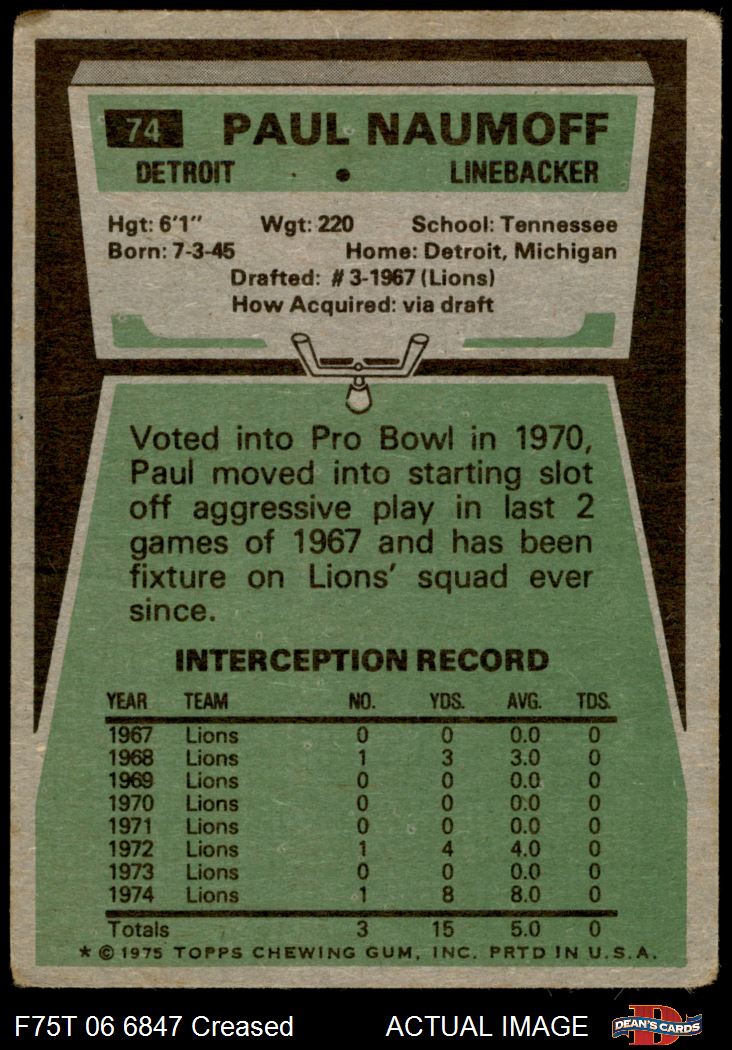 74 PAUL NAUMOFF
DETROIT • LINEBACKER
Hgt: 6'1" Wgt: 220 School: Tennessee
Born: 7-3-45 Home: Detroit, Michigan
Drafted: #3-1967 (Lions)
How Acquired: via draft
Voted into Pro Bowl in 1970,
Paul moved into starting slot
off aggressive play in last 2
games of 1967 and has been
fixture on Lions' squad ever
since.
INTERCEPTION RECORD
YEAR TEAM NO. YDS. AVG. TDS.
1967 Lions 0 0 0.0 0
1968 Lions 1 3 3.0 0
1969 Lions 0 0 0.0 0
1970 Lions 0 0 0.0 0
1971 Lions 0 0 0.0 0
1972 Lions 1 4 4.0 0
1973 Lions 0 0 0.0 0
1974 Lions 1 8 8.0 0
Totals 3 15 5.0 0
* © 1975 TOPPS CHEWING GUM, INC. PRTD IN U.S.A.
F75T 06 6847 Creased ACTUAL IMAGE
D
DEAN'S CARDS